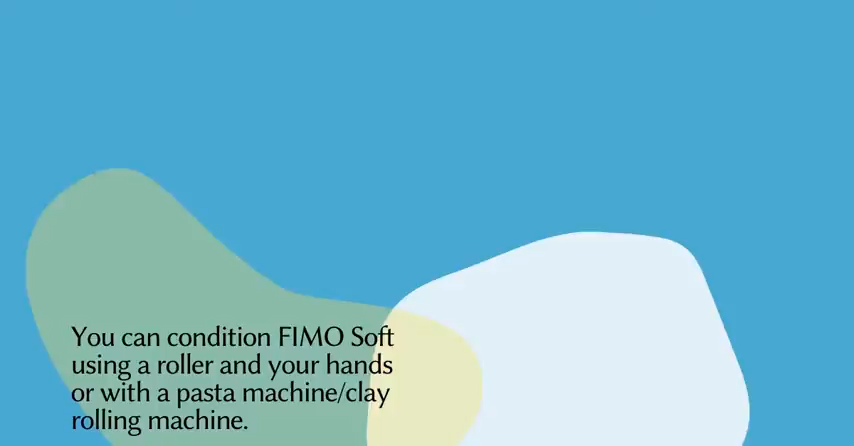 You can condition FIMO Soft
using a roller and your hands
or with a pasta machine/clay
rolling machine.